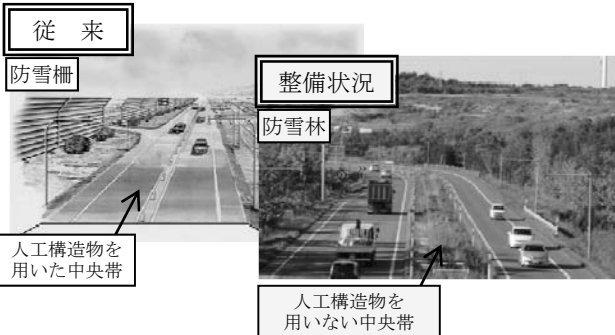 従 来
防雪柵
人工構造物を
用いた中央帯
整備状況
防雪林
人工構造物を
用いない中央帯